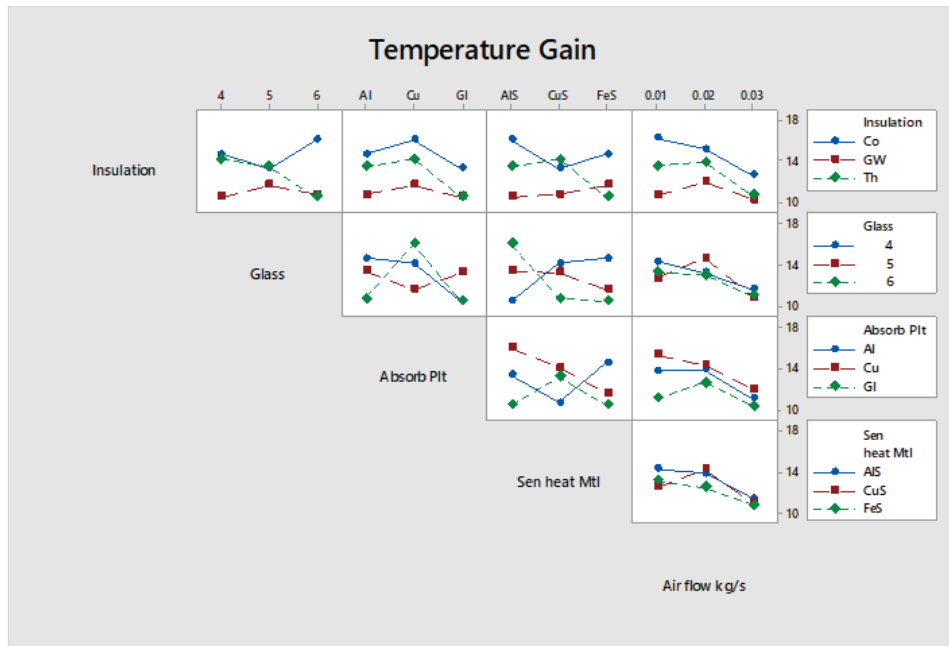 Temperature Gain
4 5 6 Al Cu GI AlS CuS FeS 0.01 0.02 0.03
Insulation
18
14
10
Insulation
Co
GW
Th
Glass
18
14
10
Glass
4
5
6
Absorb Plt
18
14
10
Absorb Plt
Al
Cu
GI
Sen heat Mtl
18
14
10
Sen
heat Mtl
AlS
CuS
FeS
Air flow kg/s